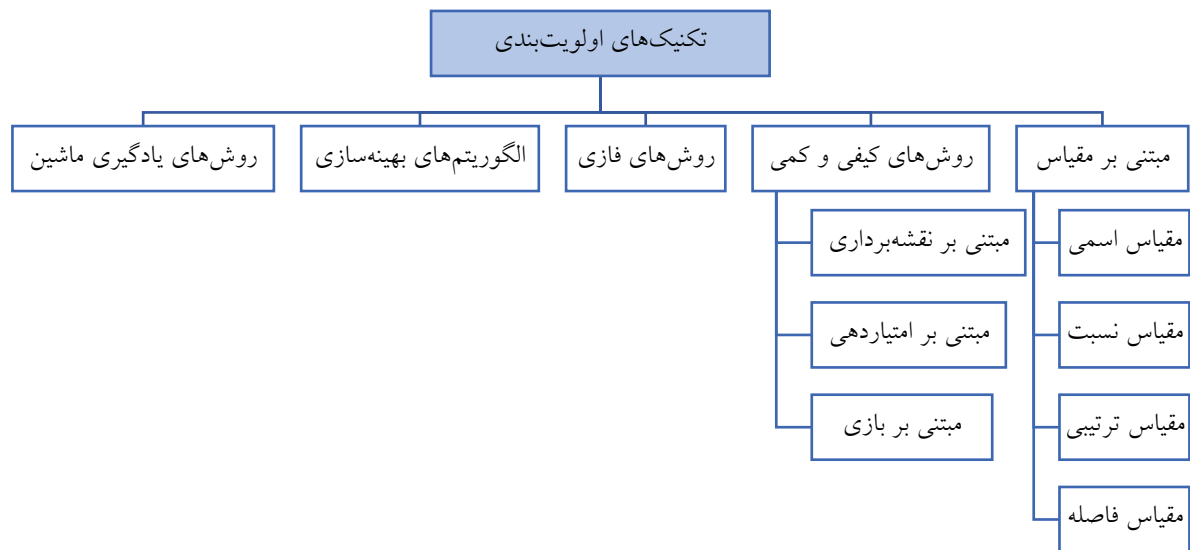 تکنیک‌های اولویت‌بندی
مبتنی بر مقیاس
روش‌های کیفی و کمی
روش‌های فازی
الگوریتم‌های بهینه‌سازی
روش‌های یادگیری ماشین
مقیاس اسمی
مقیاس نسبت
مقیاس ترتیبی
مقیاس فاصله
مبتنی بر نقشه‌برداری
مبتنی بر امتیازدهی
مبتنی بر بازی